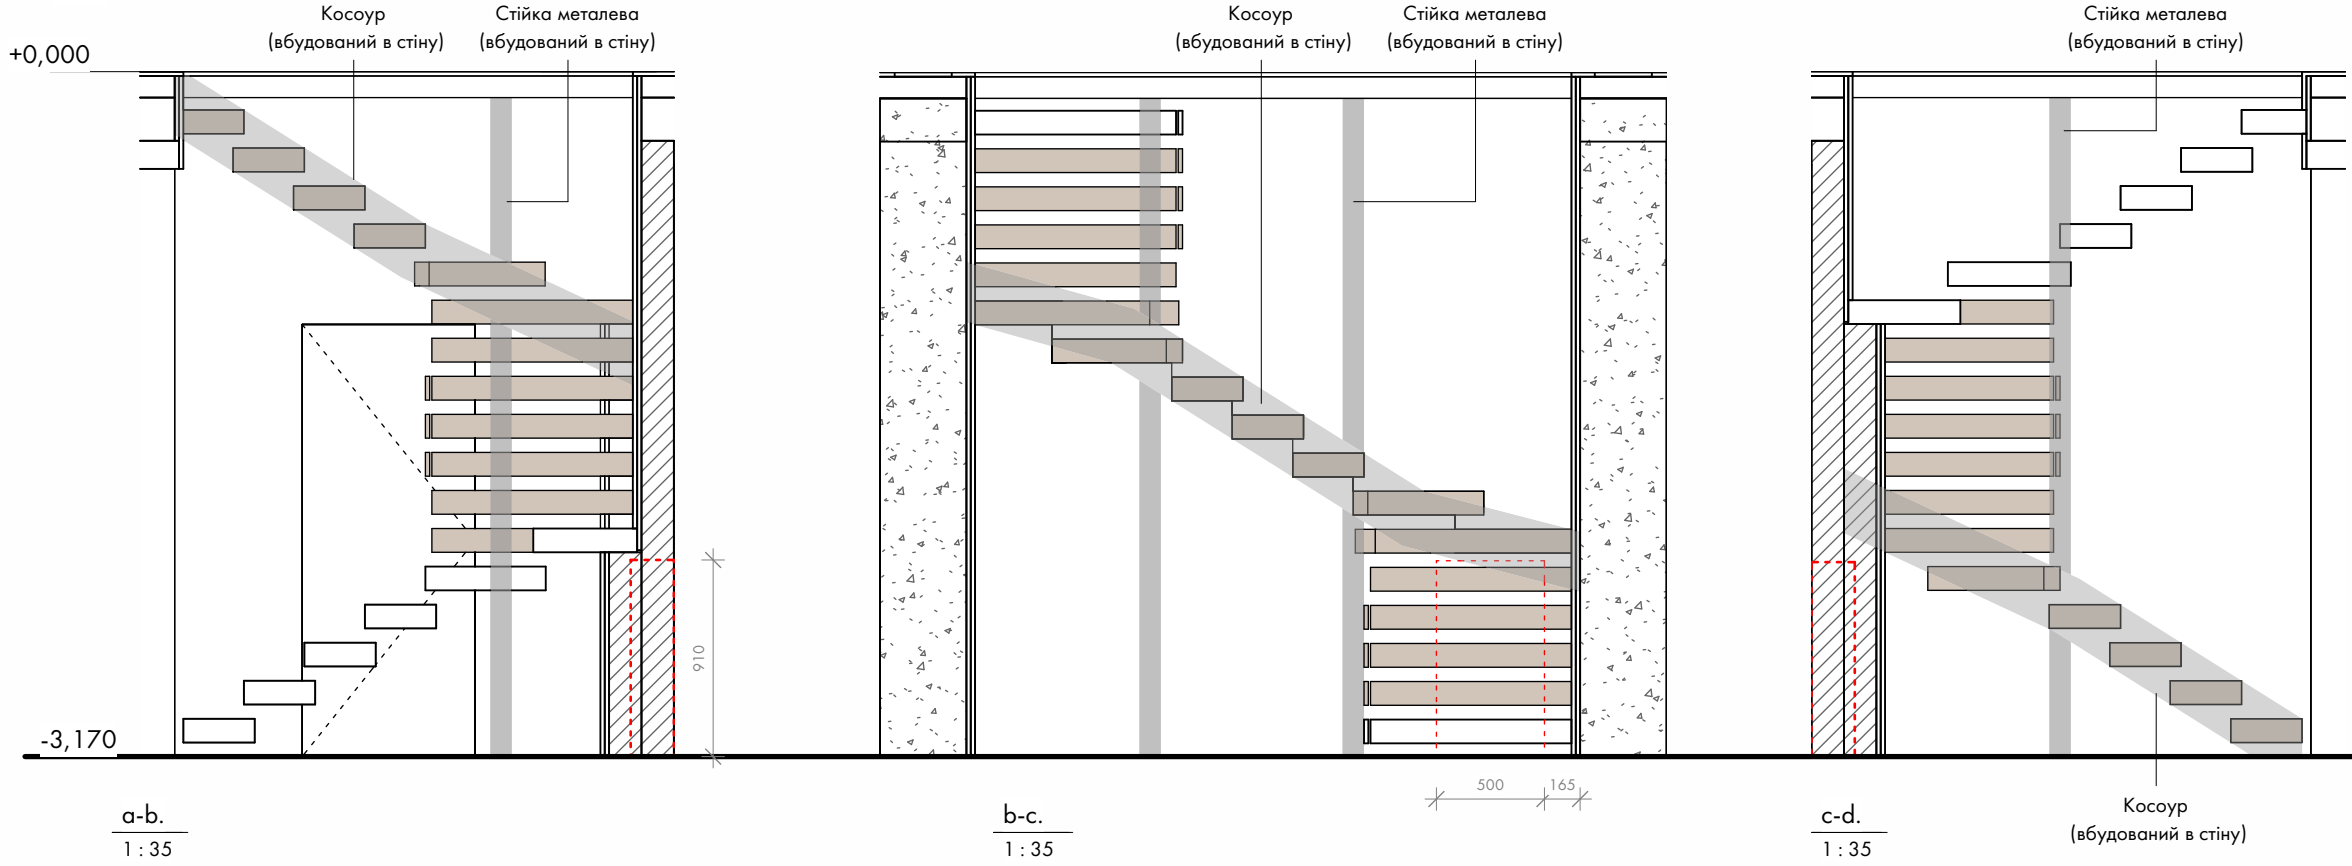 Косоур
(вбудований в стіну)
Стійка металева
(вбудований в стіну)
Косоур
(вбудований в стіну)
Стійка металева
(вбудований в стіну)
Стійка металева
(вбудований в стіну)
+0,000
-3,170
910
500
165
a-b.
1 : 35
b-c.
1 : 35
c-d.
1 : 35
Косоур
(вбудований в стіну)